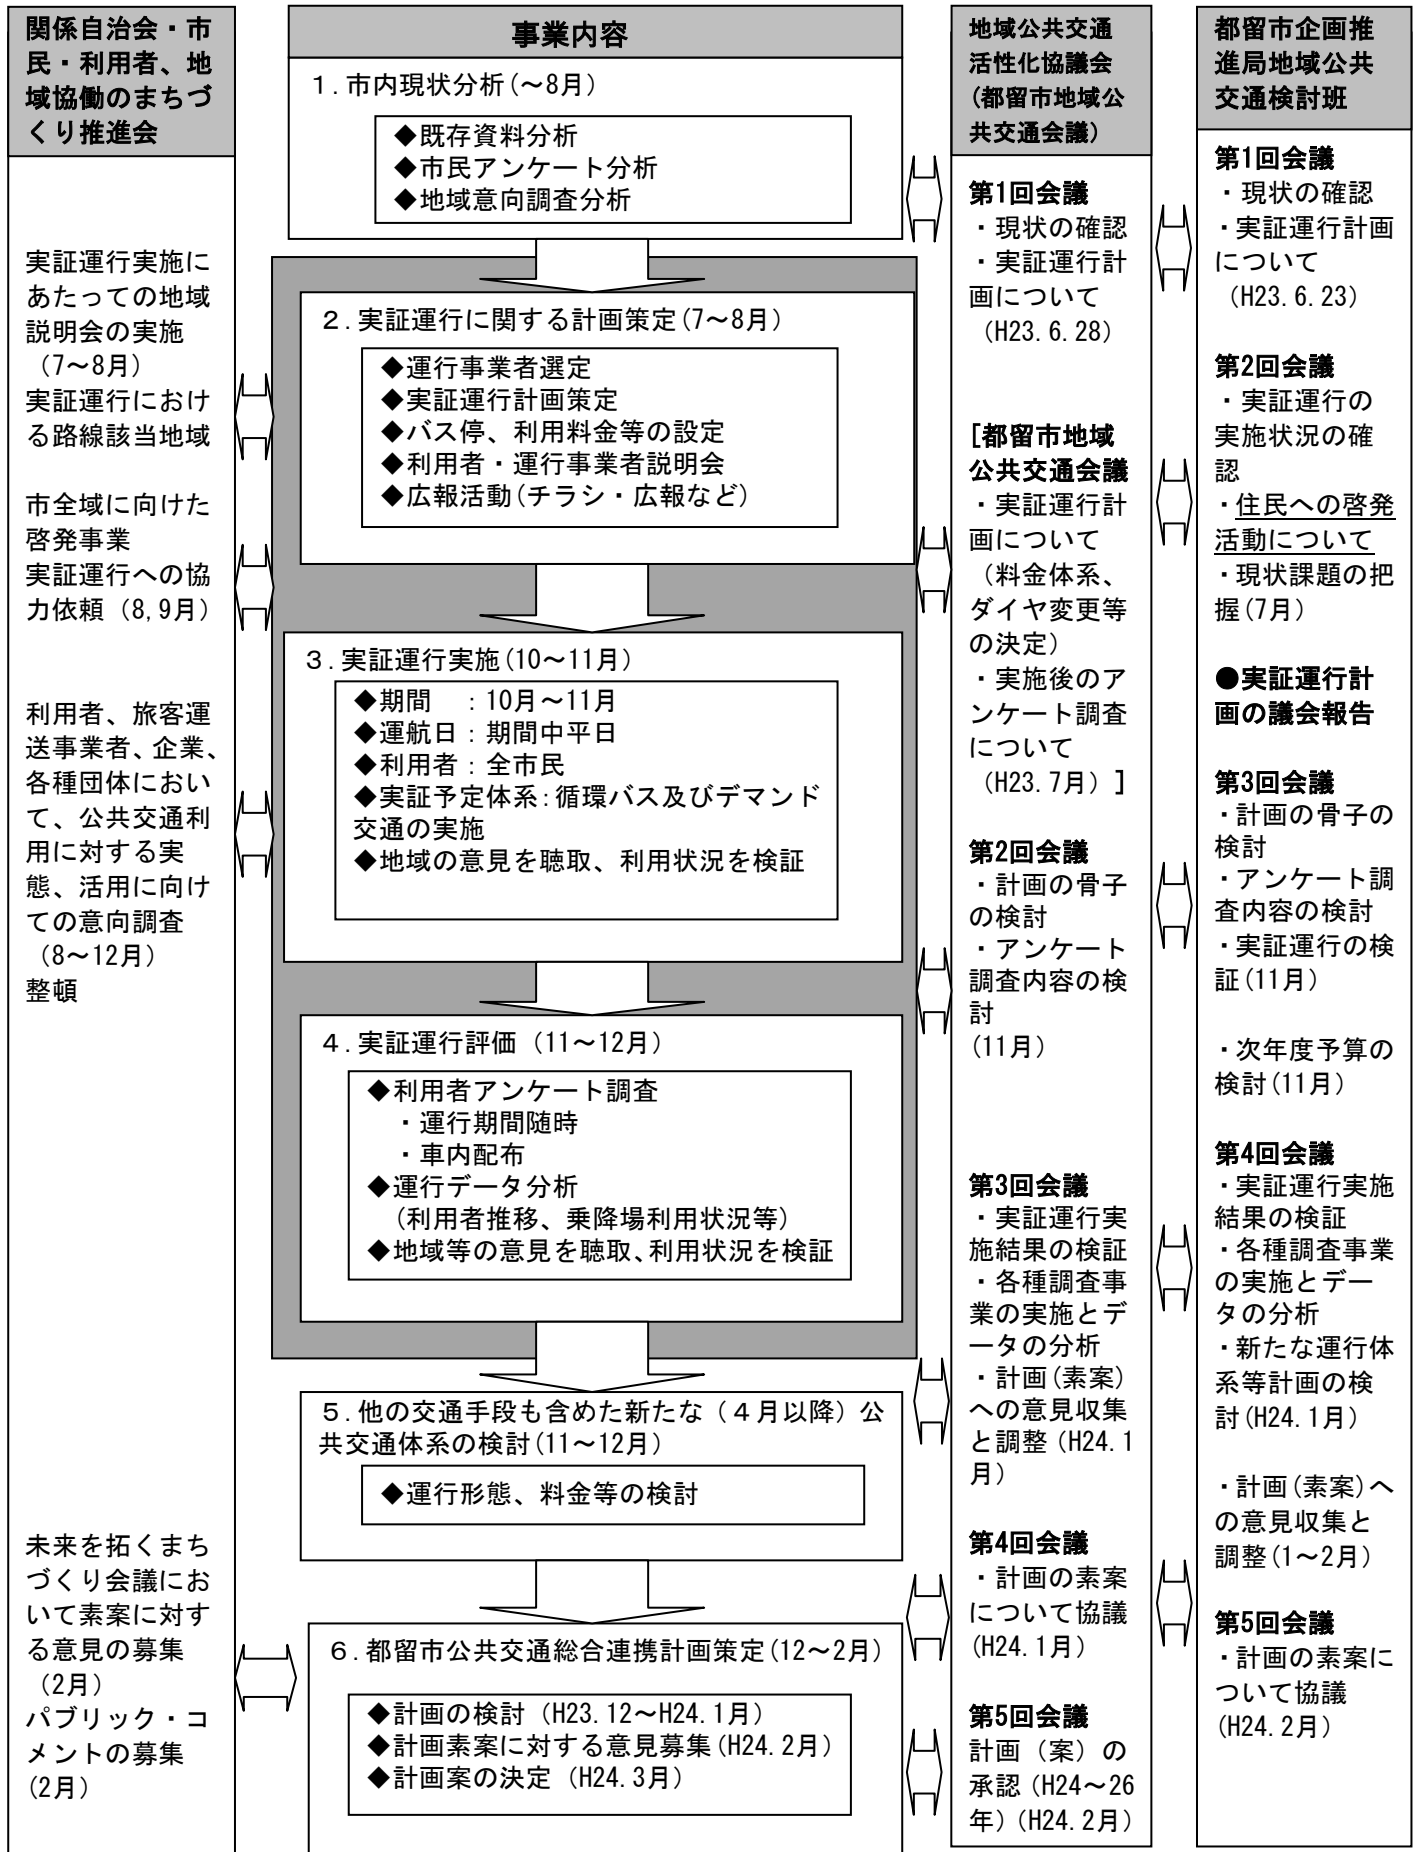 関係自治会・市
民・利用者、地
域協働のまちづ
くり推進会
実証運行実施に
あたっての地域
説明会の実施
（7～8月）
実証運行におけ
る路線該当地域
市全域に向けた
啓発事業
実証運行への協
力依頼（8,9月）
利用者、旅客運
送事業者、企業、
各種団体におい
て、公共交通利
用に対する実
態、活用に向け
ての意向調査
（8～12月）
整頓
未来を拓くまち
づくり会議にお
いて素案に対す
る意見の募集
（2月）
パブリック・コ
メントの募集
(2月)
事業内容
１.市内現状分析(～8月)
◆既存資料分析
◆市民アンケート分析
◆地域意向調査分析
２.実証運行に関する計画策定(7～8月)
◆運行事業者選定
◆実証運行計画策定
◆バス停、利用料金等の設定
◆利用者・運行事業者説明会
◆広報活動(チラシ・広報など)
３.実証運行実施(10～11月)
◆期間　：10月～11月
◆運航日：期間中平日
◆利用者：全市民
◆実証予定体系：循環バス及びデマンド
交通の実施
◆地域の意見を聴取、利用状況を検証
４.実証運行評価（11～12月）
◆利用者アンケート調査
・運行期間随時
・車内配布
◆運行データ分析
（利用者推移、乗降場利用状況等）
◆地域等の意見を聴取、利用状況を検証
５.他の交通手段も含めた新たな（４月以降）公
共交通体系の検討(11～12月)
◆運行形態、料金等の検討
６.都留市公共交通総合連携計画策定(12～2月)
◆計画の検討（H23.12～H24.1月）
◆計画素案に対する意見募集(H24.2月)
◆計画案の決定（H24.3月）
地域公共交通
活性化協議会
(都留市地域公
共交通会議)
第1回会議
・現状の確認
・実証運行計
画について
（H23.6.28）
[都留市地域
公共交通会議
・実証運行計
画について
（料金体系、
ダイヤ変更等
の決定）
・実施後のア
ンケート調査
について
（H23.7月）]
第2回会議
・計画の骨子
の検討
・アンケート
調査内容の検
討
(11月)
第3回会議
・実証運行実
施結果の検証
・各種調査事
業の実施とデ
ータの分析
・計画(素案)
への意見収集
と調整(H24.1
月)
第4回会議
・計画の素案
について協議
(H24.1月)
第5回会議
計画（案）の
承認（H24～26
年）(H24.2月)
都留市企画推
進局地域公共
交通検討班
第1回会議
・現状の確認
・実証運行計画
について
（H23.6.23）
第2回会議
・実証運行の
実施状況の確
認
・住民への啓発
活動について
・現状課題の把
握(7月)
●実証運行計
画の議会報告
第3回会議
・計画の骨子の
検討
・アンケート調
査内容の検討
・実証運行の検
証(11月)
・次年度予算の
検討(11月)
第4回会議
・実証運行実施
結果の検証
・各種調査事業
の実施とデー
タの分析
・新たな運行体
系等計画の検
討(H24.1月)
・計画(素案)へ
の意見収集と
調整(1～2月)
第5回会議
・計画の素案に
ついて協議
(H24.2月)